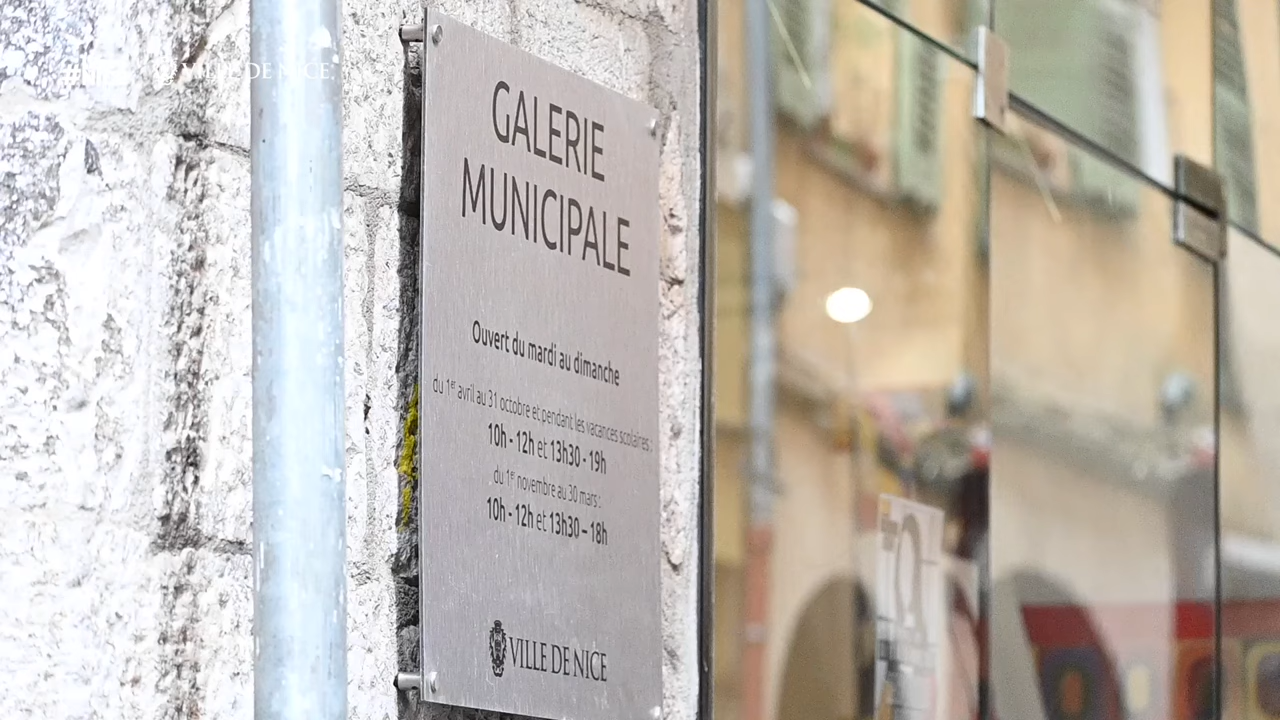 VILLE DE NICE
GALERIE
MUNICIPALE
Ouvert du mardi au dimanche
du 1er avril au 31 octobre et pendant les vacances scolaires :
10h - 12h et 13h30 - 19h
du 1er novembre au 30 mars :
10h - 12h et 13h30 – 18h
VILLE DE NICE